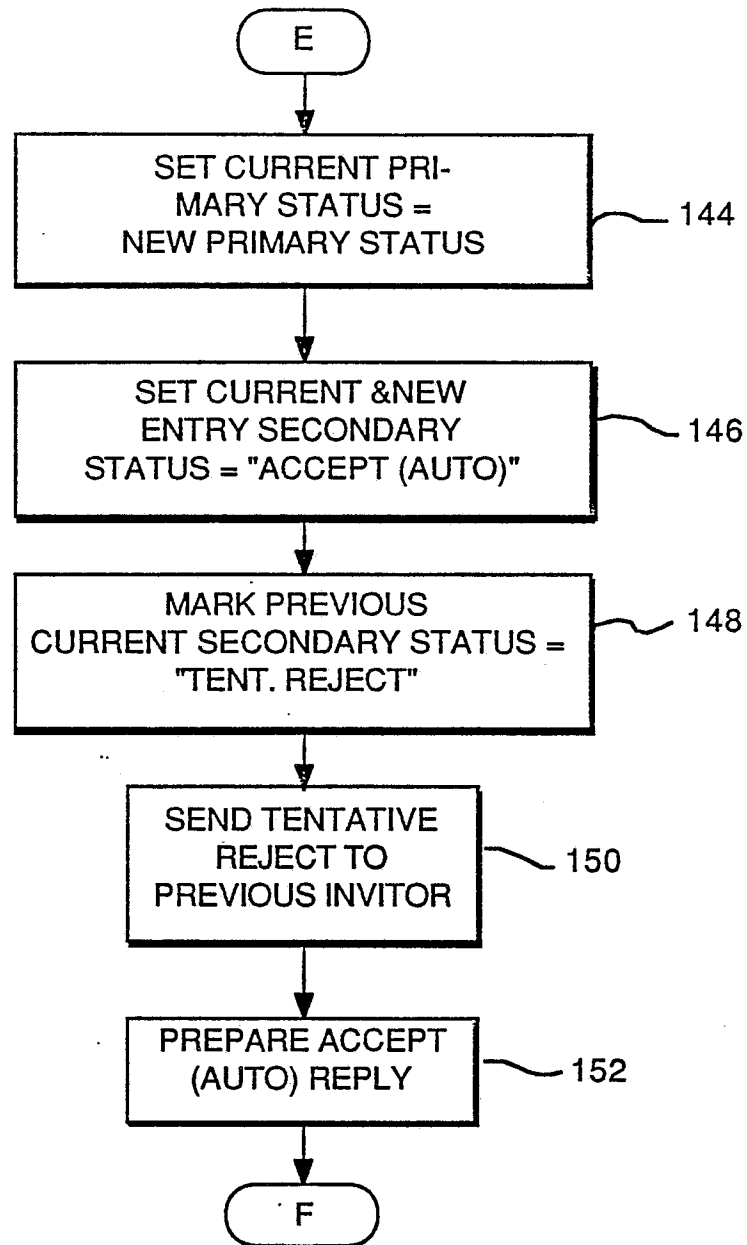 E
SET CURRENT PRI-
MARY STATUS =
NEW PRIMARY STATUS
144
SET CURRENT &NEW
ENTRY SECONDARY
STATUS = "ACCEPT (AUTO)"
146
MARK PREVIOUS
CURRENT SECONDARY STATUS =
"TENT. REJECT"
148
SEND TENTATIVE
REJECT TO
PREVIOUS INVITOR
150
PREPARE ACCEPT
(AUTO) REPLY
152
F